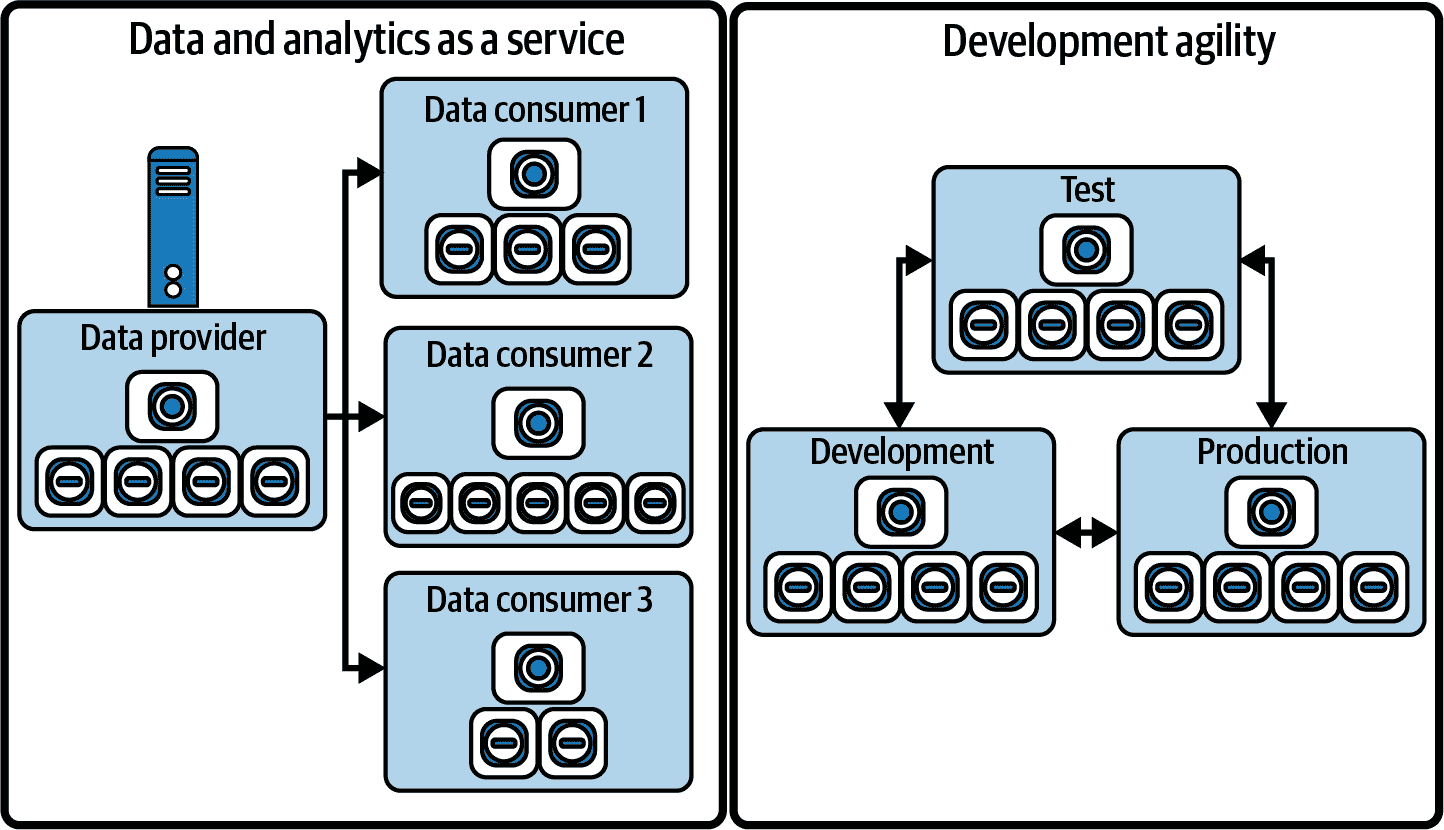 Data and analytics as a service
Data provider
Data consumer 1
Data consumer 2
Data consumer 3
Development agility
Test
Development
Production